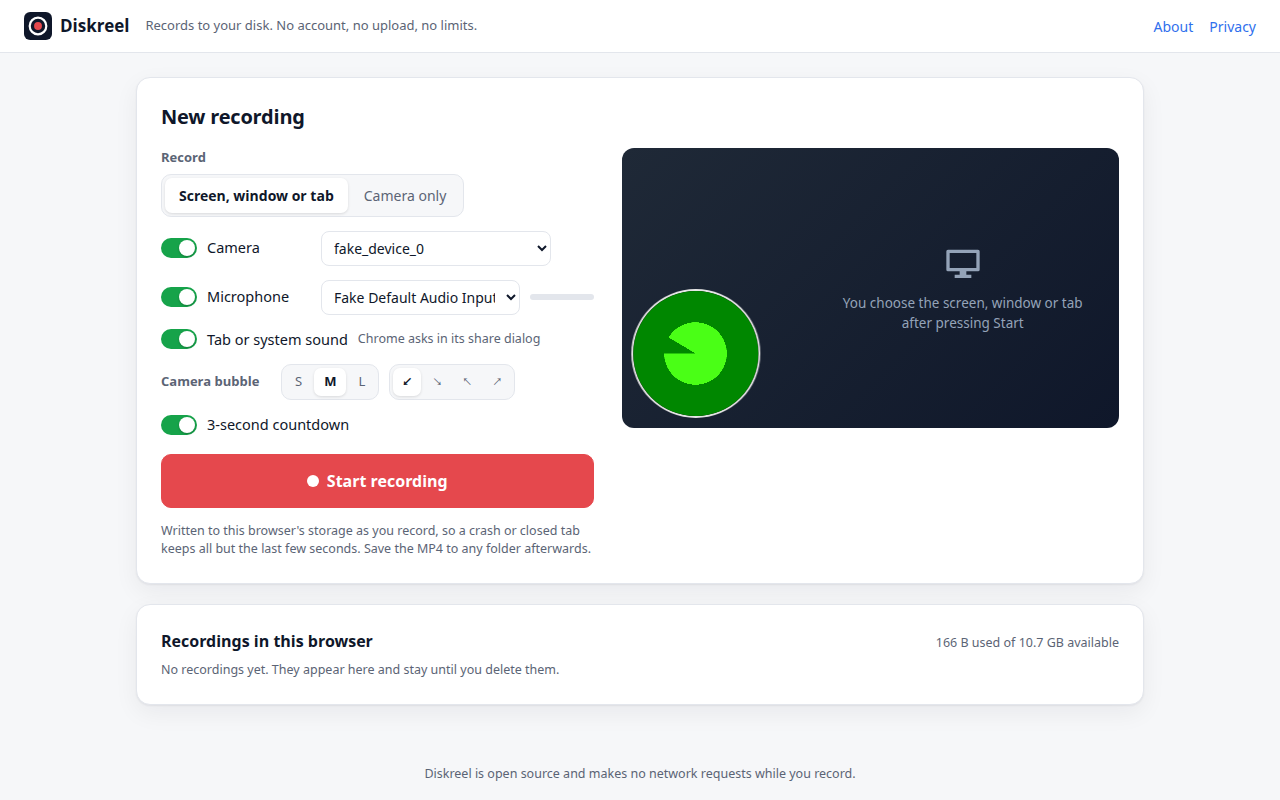 Diskreel
Records to your disk. No account, no upload, no limits.
About
Privacy
New recording
Record
Screen, window or tab
Camera only
Camera
fake_device_0
Microphone
Fake Default Audio Input
Tab or system sound
Chrome asks in its share dialog
Camera bubble
S
M
L
↙
↘
↖
↗
3-second countdown
Start recording
Written to this browser's storage as you record, so a crash or closed tab
keeps all but the last few seconds. Save the MP4 to any folder afterwards.
You choose the screen, window or tab
after pressing Start
Recordings in this browser
166 B used of 10.7 GB available
No recordings yet. They appear here and stay until you delete them.
Diskreel is open source and makes no network requests while you record.